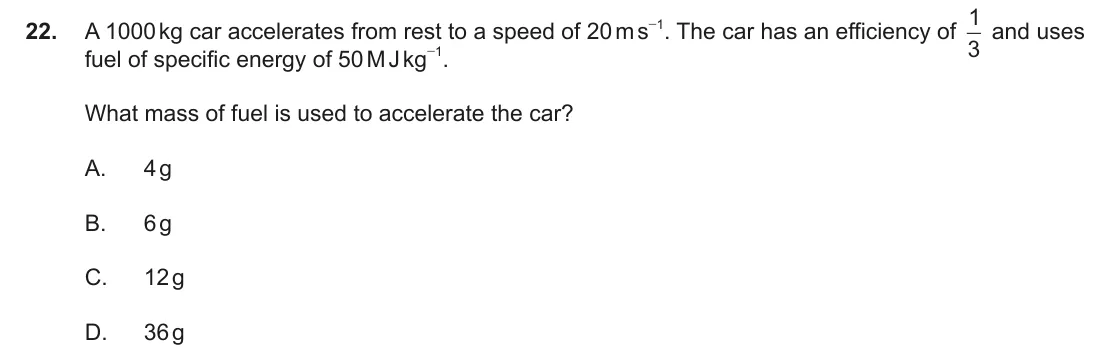 22. A 1000 kg car accelerates from rest to a speed of 20 m s⁻¹. The car has an efficiency of 1/3 and uses
fuel of specific energy of 50 MJ kg⁻¹.
What mass of fuel is used to accelerate the car?
A. 4 g
B. 6 g
C. 12 g
D. 36 g